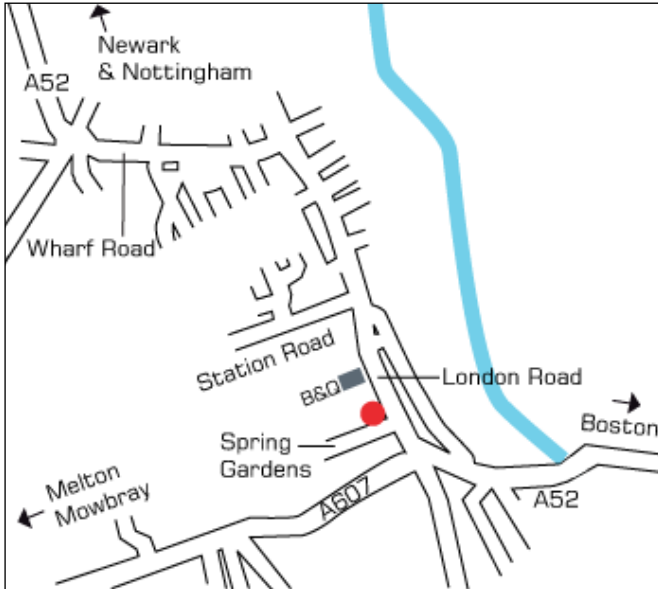 Newark
& Nottingham
A52
Wharf Road
Station Road
B&Q
London Road
Boston
Spring
Gardens
Melton
Mowbray
A607
A52